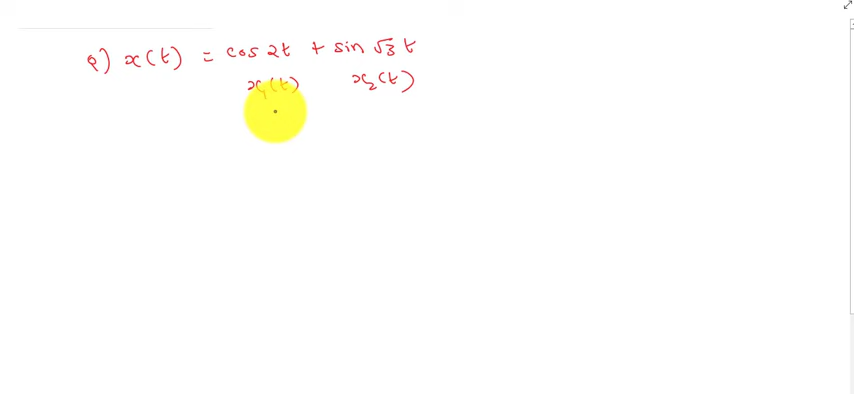 Q) x(t) = cos 2t + sin √3 t
x₁(t) x₂(t)